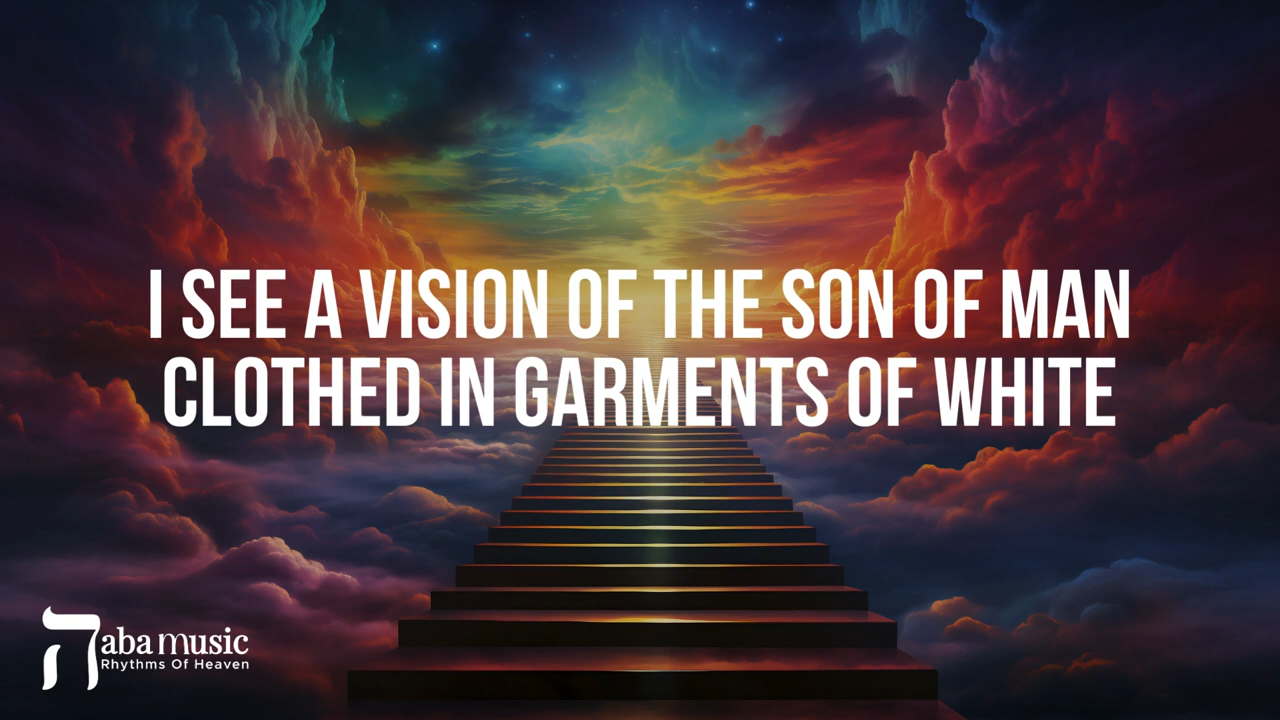 I SEE A VISION OF THE SON OF MAN
CLOTHED IN GARMENTS OF WHITE
ת aba music
Rhythms Of Heaven